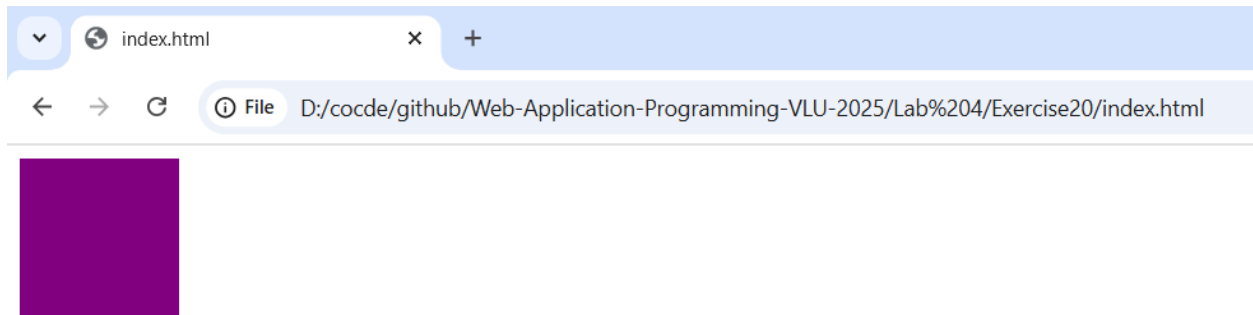 index.html
File D:/cocde/github/Web-Application-Programming-VLU-2025/Lab%204/Exercise20/index.html